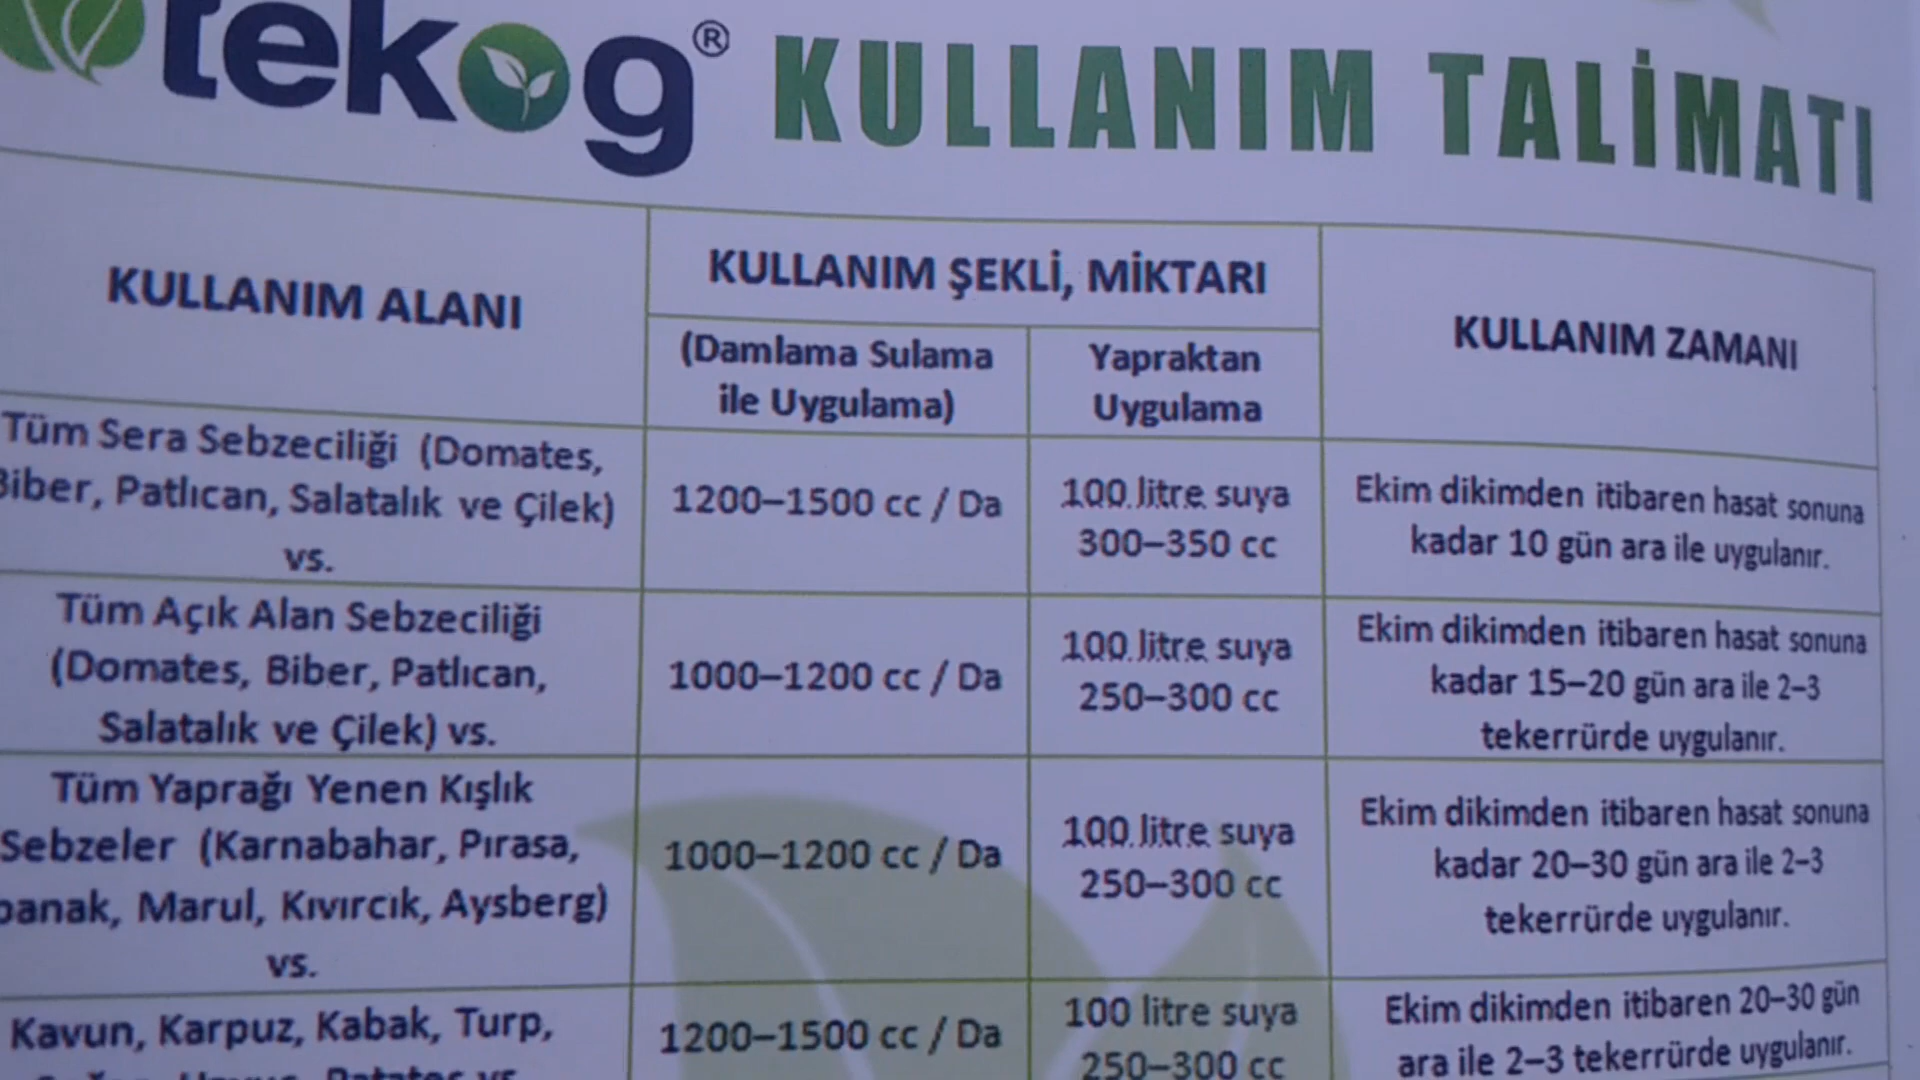 tekog® KULLANIM TALİMATI
KULLANIM ALANI
KULLANIM ŞEKLİ, MİKTARI
KULLANIM ZAMANI
(Damlama Sulama
ile Uygulama)
Yapraktan
Uygulama
Tüm Sera Sebzeciliği (Domates,
Biber, Patlıcan, Salatalık ve Çilek)
vs.
1200–1500 cc / Da
100 litre suya
300–350 cc
Ekim dikimden itibaren hasat sonuna
kadar 10 gün ara ile uygulanır.
Tüm Açık Alan Sebzeciliği
(Domates, Biber, Patlıcan,
Salatalık ve Çilek) vs.
1000–1200 cc / Da
100 litre suya
250–300 cc
Ekim dikimden itibaren hasat sonuna
kadar 15–20 gün ara ile 2–3
tekerrürde uygulanır.
Tüm Yaprağı Yenen Kışlık
Sebzeler (Karnabahar, Pırasa,
panak, Marul, Kıvırcık, Aysberg)
vs.
1000–1200 cc / Da
100 litre suya
250–300 cc
Ekim dikimden itibaren hasat sonuna
kadar 20–30 gün ara ile 2–3
tekerrürde uygulanır.
Kavun, Karpuz, Kabak, Turp,
1200–1500 cc / Da
100 litre suya
250–300 cc
Ekim dikimden itibaren 20–30 gün
ara ile 2–3 tekerrürde uygulanır.